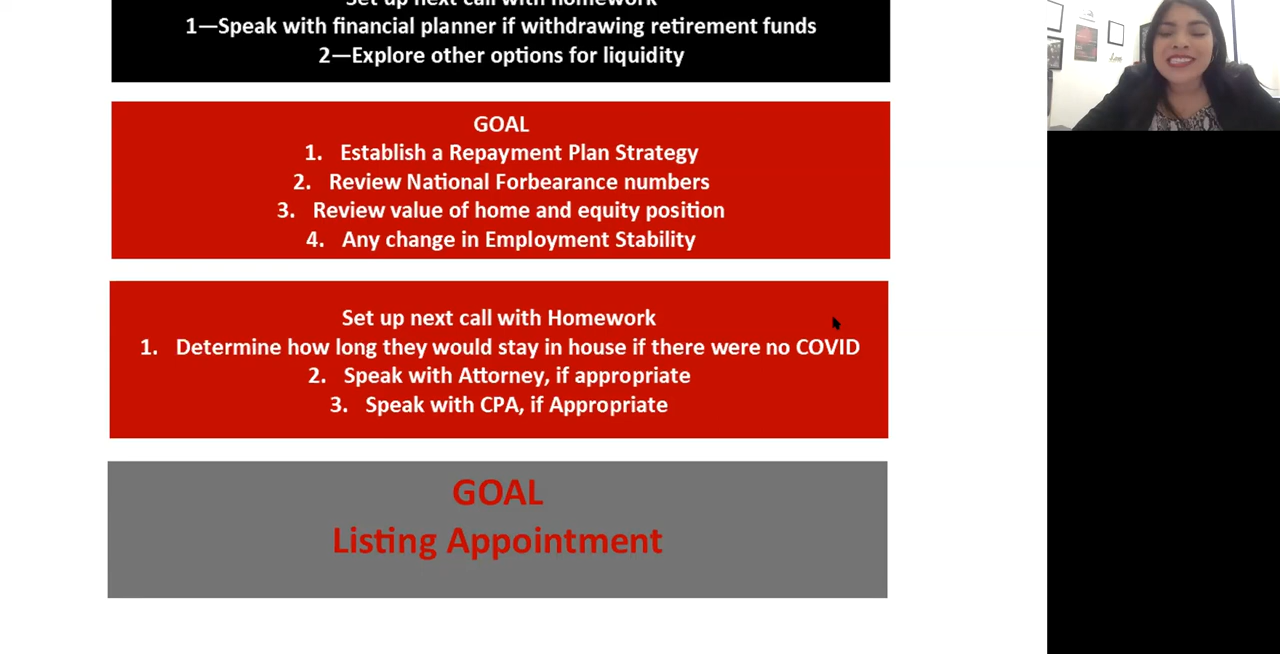 Set up next call with homework
1—Speak with financial planner if withdrawing retirement funds
2—Explore other options for liquidity
GOAL
1. Establish a Repayment Plan Strategy
2. Review National Forbearance numbers
3. Review value of home and equity position
4. Any change in Employment Stability
Set up next call with Homework
1. Determine how long they would stay in house if there were no COVID
2. Speak with Attorney, if appropriate
3. Speak with CPA, if Appropriate
GOAL
Listing Appointment